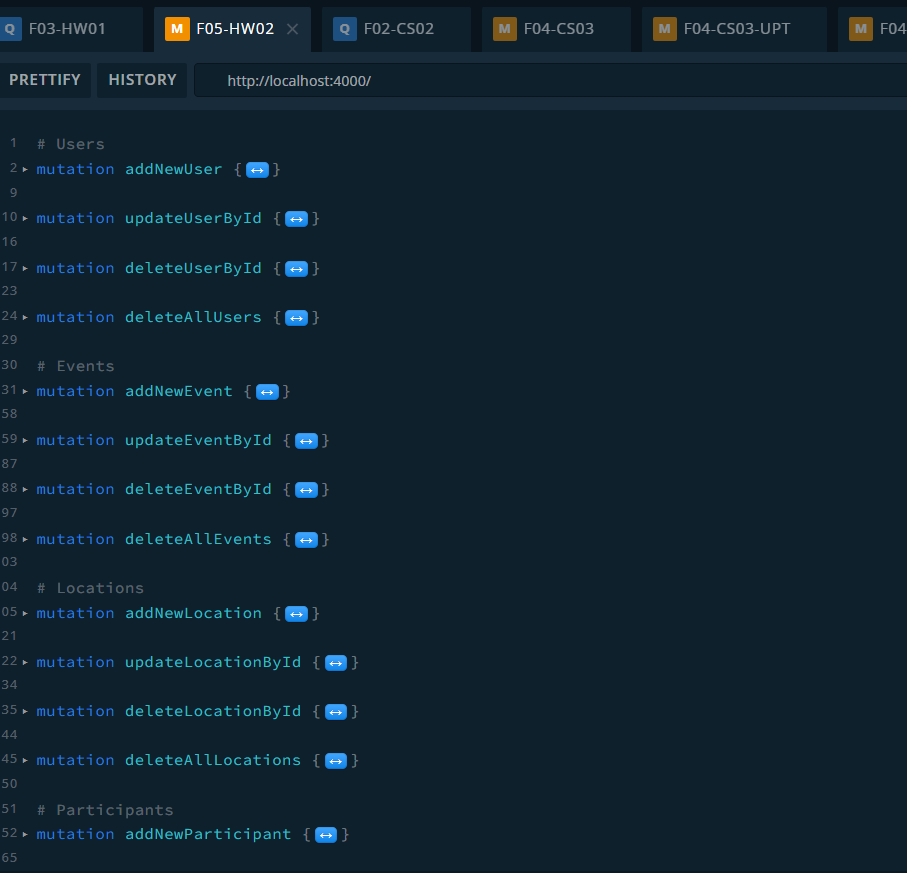 Q F03-HW01 M F05-HW02 × Q F02-CS02 M F04-CS03 M F04-CS03-UPT M F04
PRETTIFY HISTORY http://localhost:4000/
1 # Users
2 mutation addNewUser {↔}
9
10 mutation updateUserById {↔}
16
17 mutation deleteUserById {↔}
23
24 mutation deleteAllUsers {↔}
29
30 # Events
31 mutation addNewEvent {↔}
58
59 mutation updateEventById {↔}
87
88 mutation deleteEventById {↔}
97
98 mutation deleteAllEvents {↔}
03
04 # Locations
05 mutation addNewLocation {↔}
21
22 mutation updateLocationById {↔}
34
35 mutation deleteLocationById {↔}
44
45 mutation deleteAllLocations {↔}
50
51 # Participants
52 mutation addNewParticipant {↔}
65